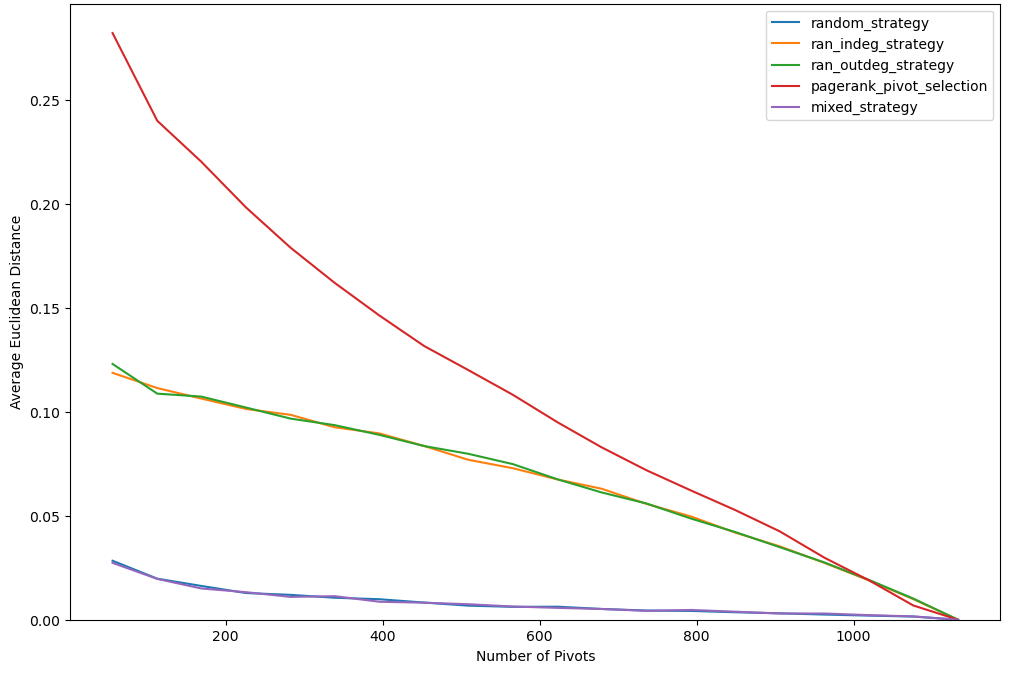 random_strategy
ran_indeg_strategy
ran_outdeg_strategy
pagerank_pivot_selection
mixed_strategy
Average Euclidean Distance
0.25
0.20
0.15
0.10
0.05
0.00
200 400 600 800 1000
Number of Pivots